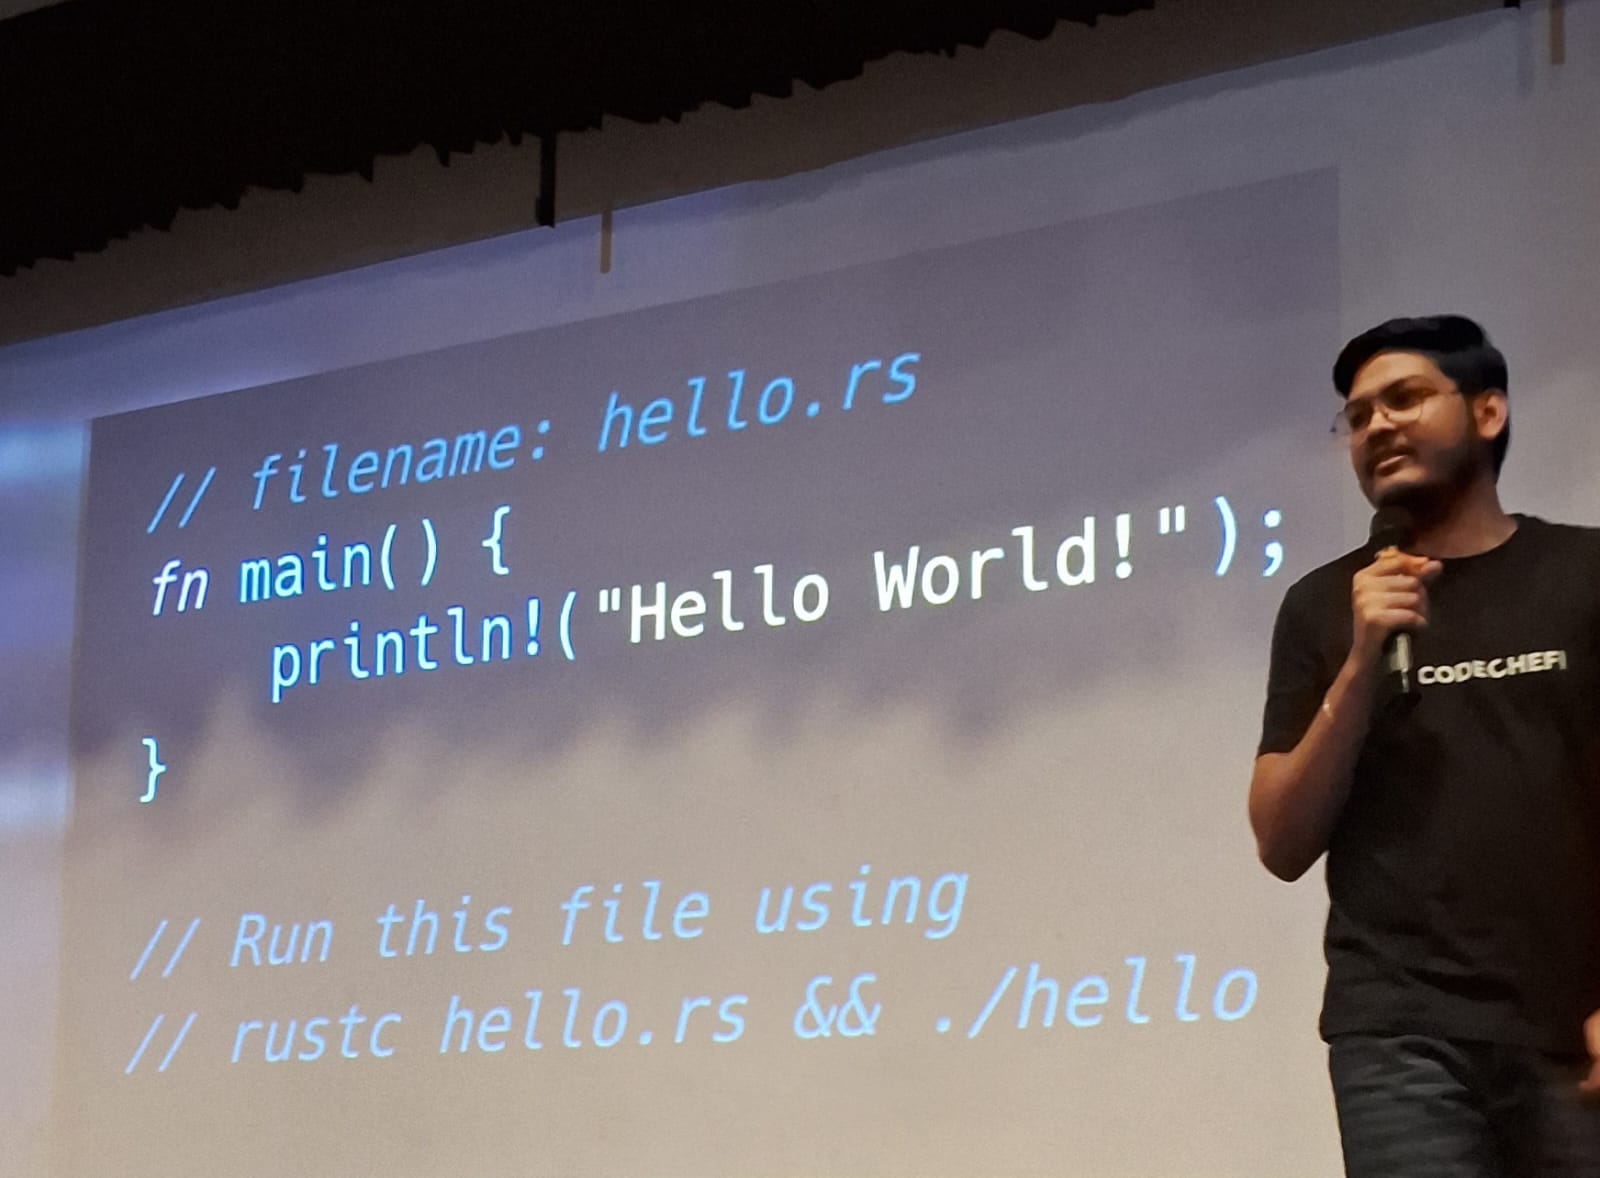 // filename: hello.rs
fn main() {
    println!("Hello World!");
}
// Run this file using
// rustc hello.rs && ./hello
CODECHEF